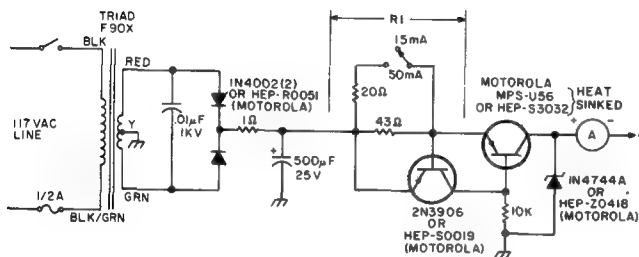 TRIAD
F90X
BLK
RED
117VAC
LINE
Y
.01µF
1KV
1/2A
BLK/GRN
GRN
1N4002(2)
OR HEP-R0051
(MOTOROLA)
1Ω
+
500µF
25V
R1
15mA
50mA
20Ω
43Ω
2N3906
OR
HEP-S0019
(MOTOROLA)
MOTOROLA
MPS-U56
OR HEP-S3032
HEAT
SINKED
10K
+
A
-
1N4744A
OR
HEP-Z0418
(MOTOROLA)